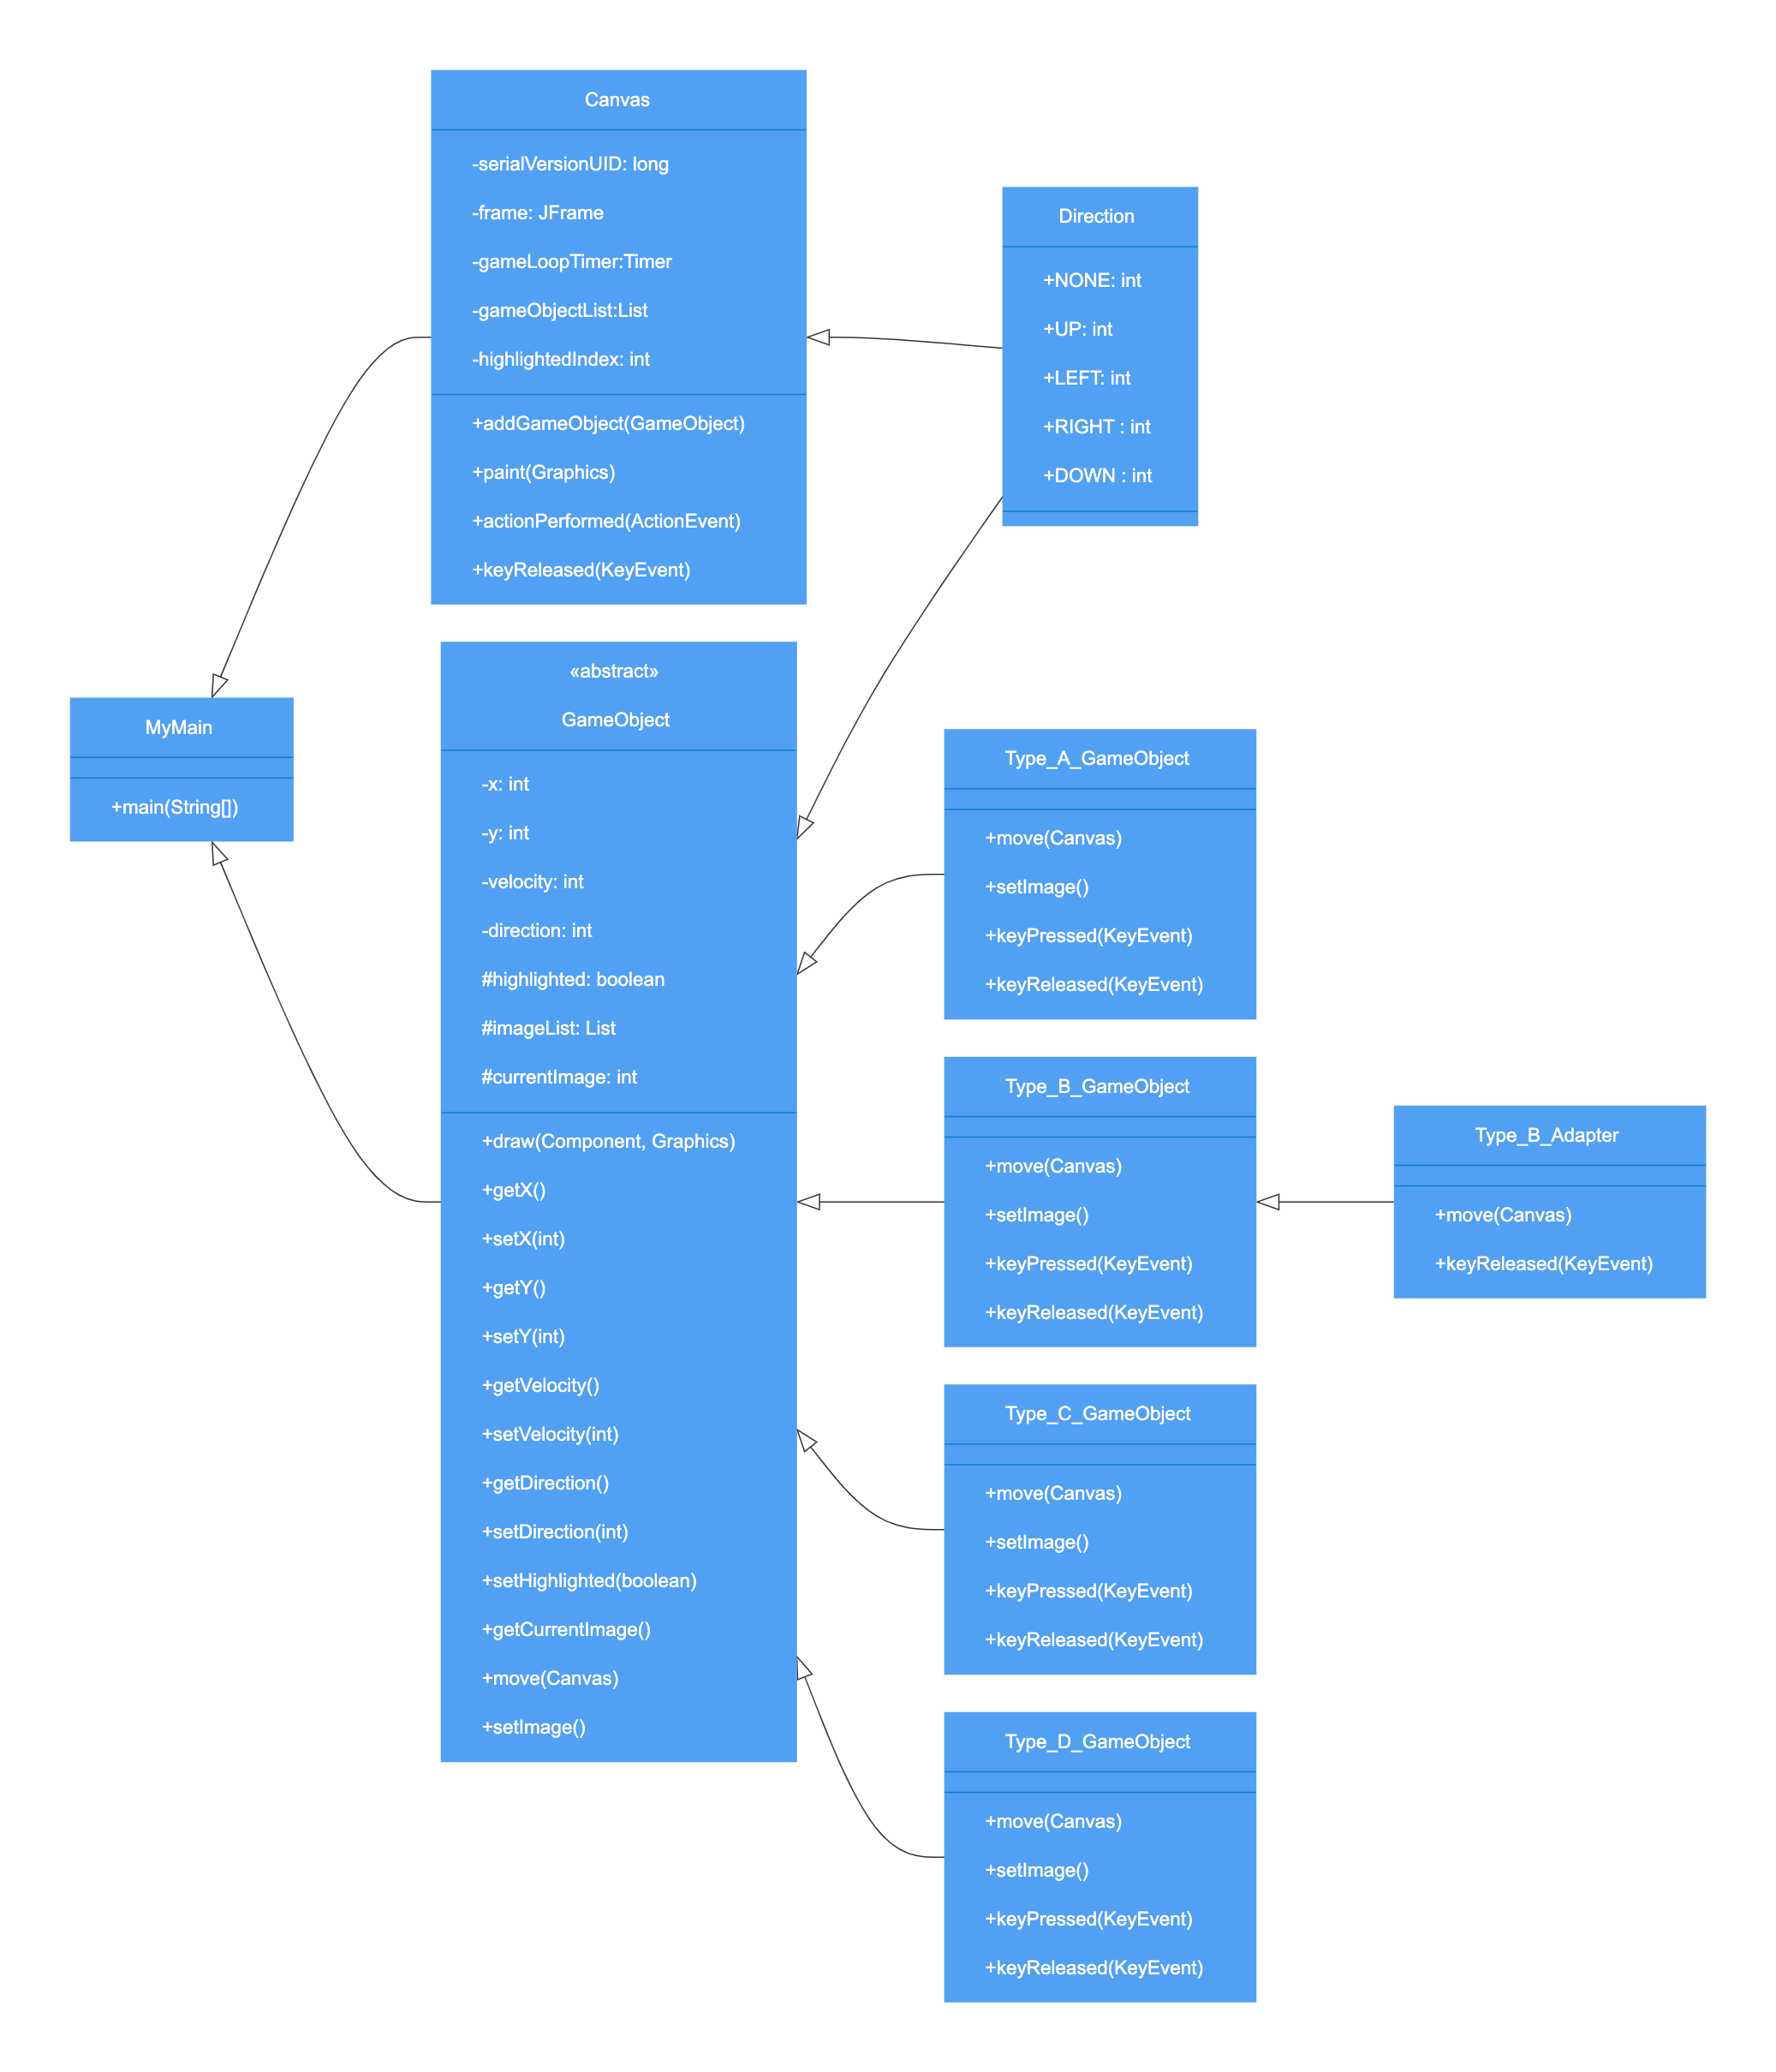 Canvas
-serialVersionUID: long
-frame: JFrame
-gameLoopTimer:Timer
-gameObjectList:List
-highlightedIndex: int
+addGameObject(GameObject)
+paint(Graphics)
+actionPerformed(ActionEvent)
+keyReleased(KeyEvent)
Direction
+NONE: int
+UP: int
+LEFT: int
+RIGHT : int
+DOWN : int
MyMain
+main(String[])
«abstract»
GameObject
-x: int
-y: int
-velocity: int
-direction: int
#highlighted: boolean
#imageList: List
#currentImage: int
+draw(Component, Graphics)
+getX()
+setX(int)
+getY()
+setY(int)
+getVelocity()
+setVelocity(int)
+getDirection()
+setDirection(int)
+setHighlighted(boolean)
+getCurrentImage()
+move(Canvas)
+setImage()
Type_A_GameObject
+move(Canvas)
+setImage()
+keyPressed(KeyEvent)
+keyReleased(KeyEvent)
Type_B_GameObject
+move(Canvas)
+setImage()
+keyPressed(KeyEvent)
+keyReleased(KeyEvent)
Type_B_Adapter
+move(Canvas)
+keyReleased(KeyEvent)
Type_C_GameObject
+move(Canvas)
+setImage()
+keyPressed(KeyEvent)
+keyReleased(KeyEvent)
Type_D_GameObject
+move(Canvas)
+setImage()
+keyPressed(KeyEvent)
+keyReleased(KeyEvent)